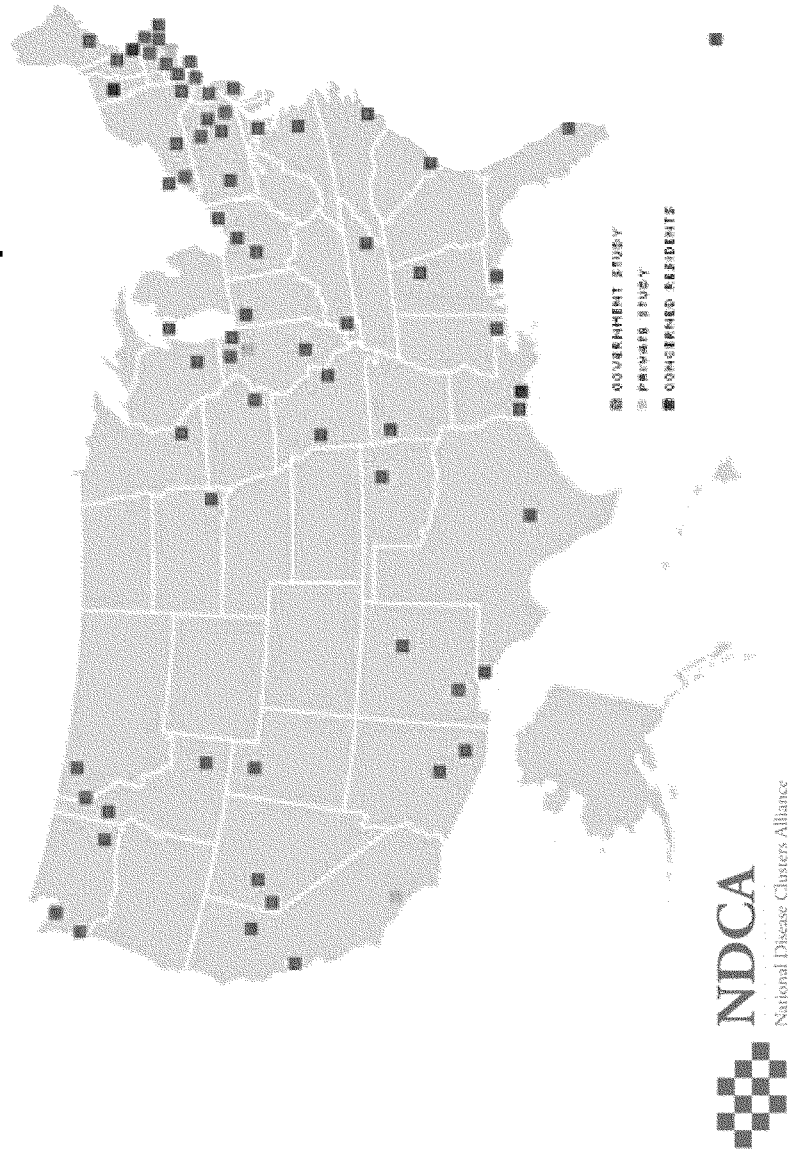 GOVERNMENT STUDY
PRIVATE STUDY
CONCERNED RESIDENTS
NDCA
National Disease Clusters Alliance